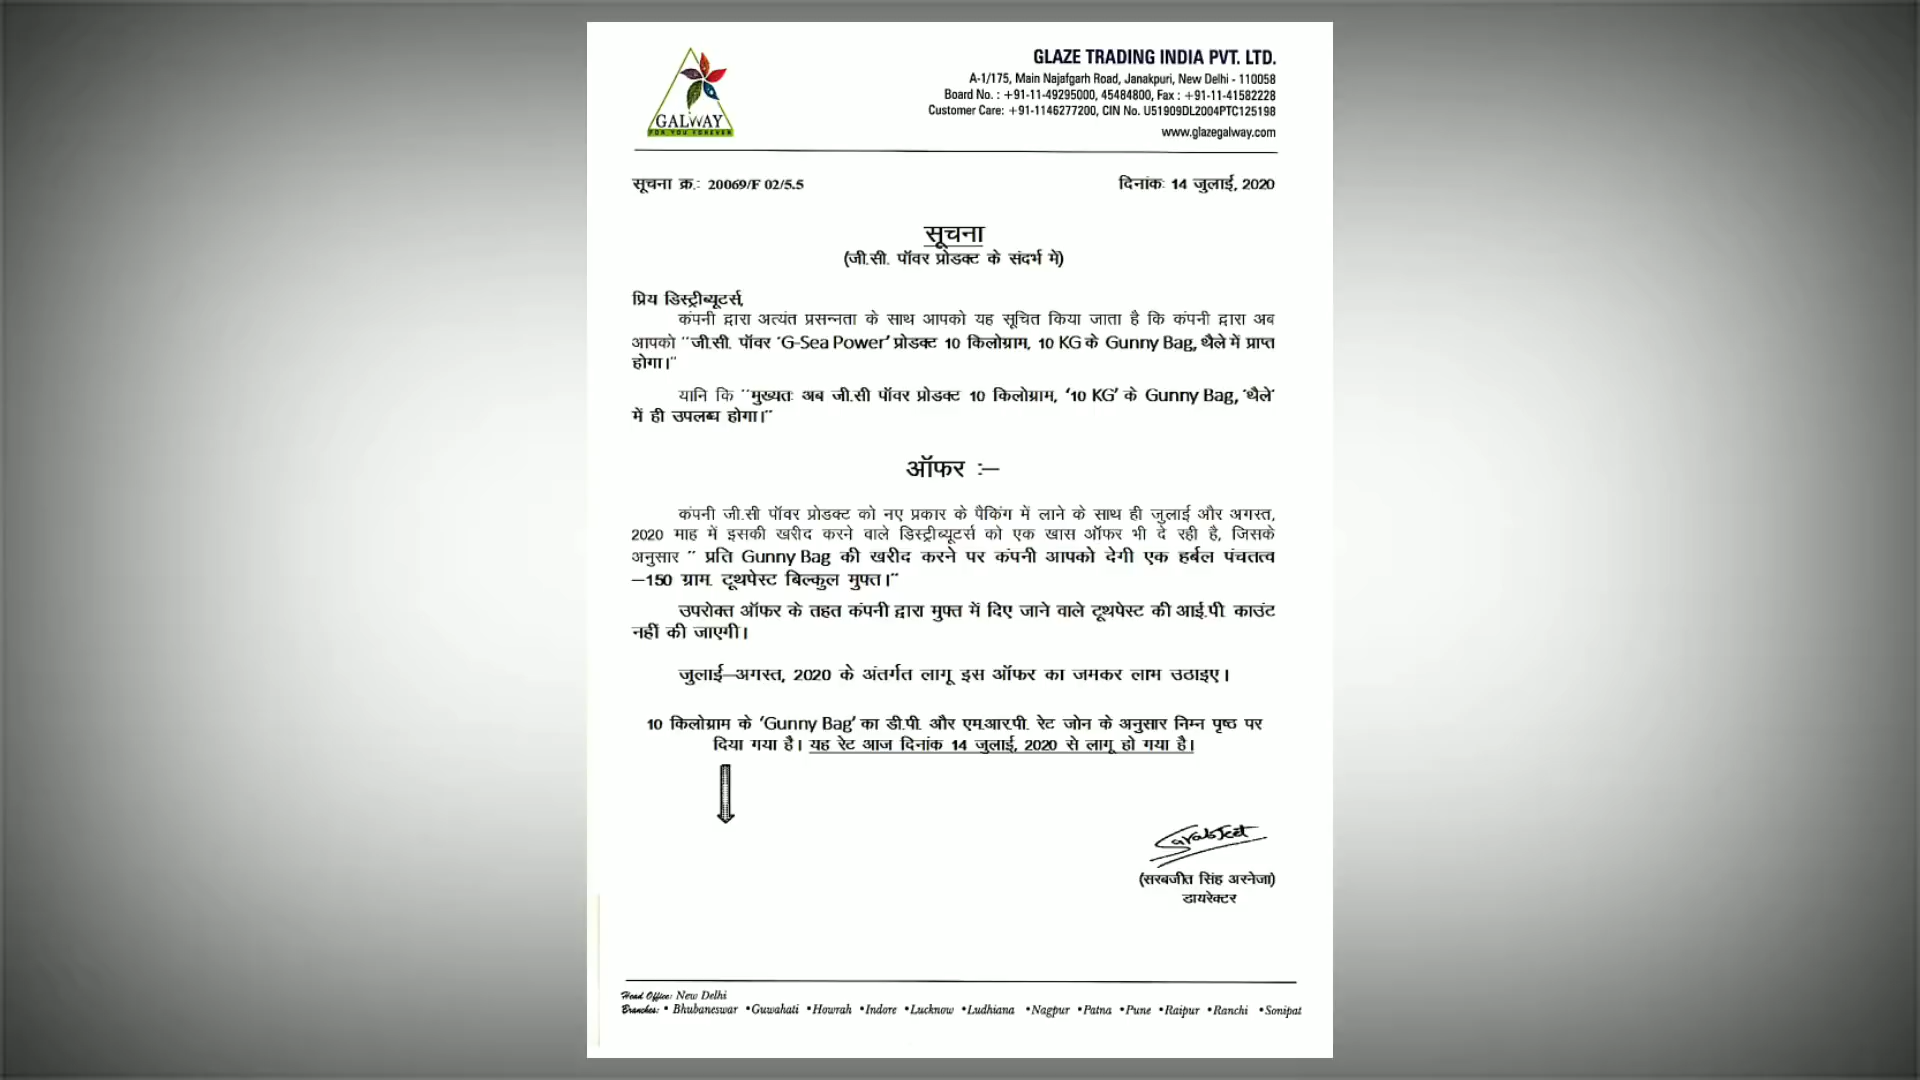 GALWAY
FOR YOU FOREVER
GLAZE TRADING INDIA PVT. LTD.
A-1/175, Main Najafgarh Road, Janakpuri, New Delhi - 110058
Board No. : +91-11-49295000, 45484800, Fax : +91-11-41582228
Customer Care: +91-1146277200, CIN No. U51909DL2004PTC125198
www.glazegalway.com
सूचना क्र.: 20069/F 02/5.5
दिनांक: 14 जुलाई, 2020
सूचना
(जी.सी. पॉवर प्रोडक्ट के संदर्भ में)
प्रिय डिस्ट्रीब्यूटर्स,
कंपनी द्वारा अत्यंत प्रसन्नता के साथ आपको यह सूचित किया जाता है कि कंपनी द्वारा अब
आपको ''जी.सी. पॉवर 'G-Sea Power' प्रोडक्ट 10 किलोग्राम, 10 KG के Gunny Bag, थैले में प्राप्त
होगा।''
यानि कि ''मुख्यतः अब जी.सी पॉवर प्रोडक्ट 10 किलोग्राम, '10 KG' के Gunny Bag, 'थैले'
में ही उपलब्ध होगा।''
ऑफर :–
कंपनी जी.सी पॉवर प्रोडक्ट को नए प्रकार के पैकिंग में लाने के साथ ही जुलाई और अगस्त,
2020 माह में इसकी खरीद करने वाले डिस्ट्रीब्यूटर्स को एक खास ऑफर भी दे रही है, जिसके
अनुसार '' प्रति Gunny Bag की खरीद करने पर कंपनी आपको देगी एक हर्बल पंचतत्व
–150 ग्राम. टूथपेस्ट बिल्कुल मुफ्त।''
उपरोक्त ऑफर के तहत कंपनी द्वारा मुफ्त में दिए जाने वाले टूथपेस्ट की आई.पी. काउंट
नहीं की जाएगी।
जुलाई–अगस्त, 2020 के अंतर्गत लागू इस ऑफर का जमकर लाभ उठाइए।
10 किलोग्राम के 'Gunny Bag' का डी.पी. और एम.आर.पी. रेट जोन के अनुसार निम्न पृष्ठ पर
दिया गया है। यह रेट आज दिनांक 14 जुलाई, 2020 से लागू हो गया है।
Sarabjeet
(सरबजीत सिंह अरनेजा)
डायरेक्टर
Head Office: New Delhi
Branches: • Bhubaneswar •Guwahati •Howrah •Indore •Lucknow •Ludhiana •Nagpur •Patna •Pune •Raipur •Ranchi •Sonipat